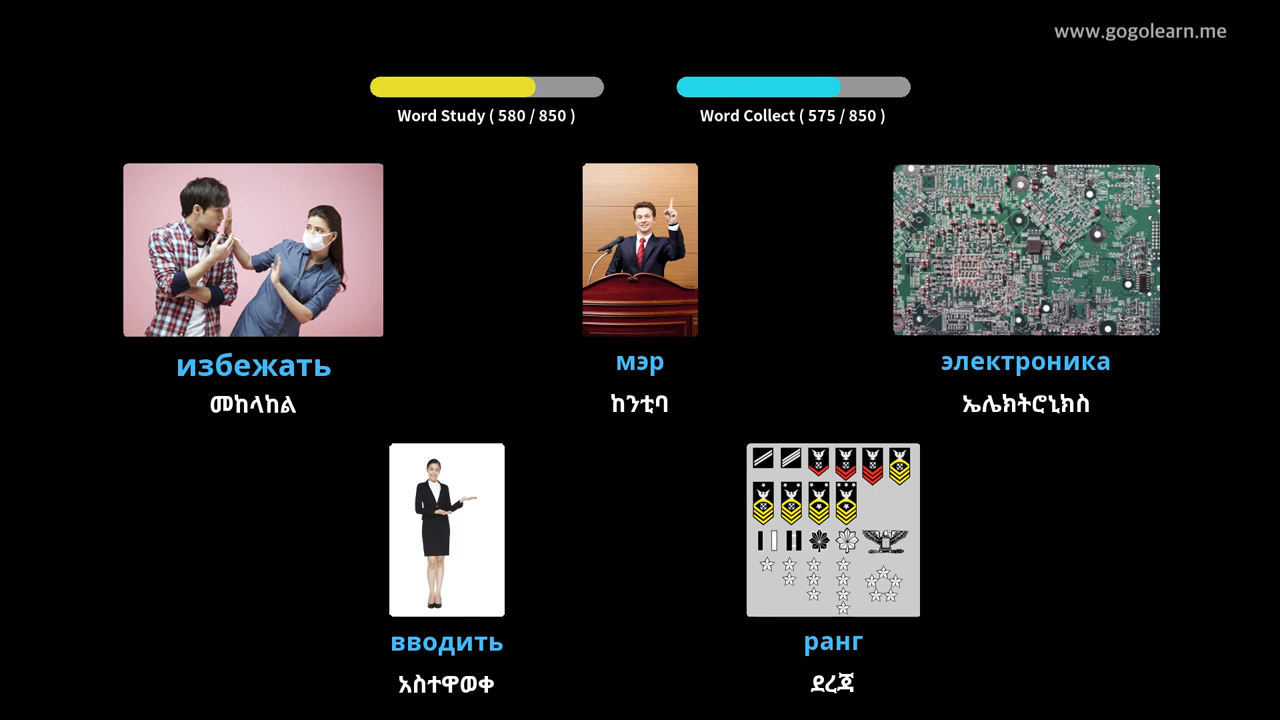 www.gogolearn.me
Word Study ( 580 / 850 )
Word Collect ( 575 / 850 )
избежать
መከላከል
мэр
ከንቲባ
электроника
ኤሌክትሮኒክስ
вводить
አስተዋወቀ
ранг
ደረጃ